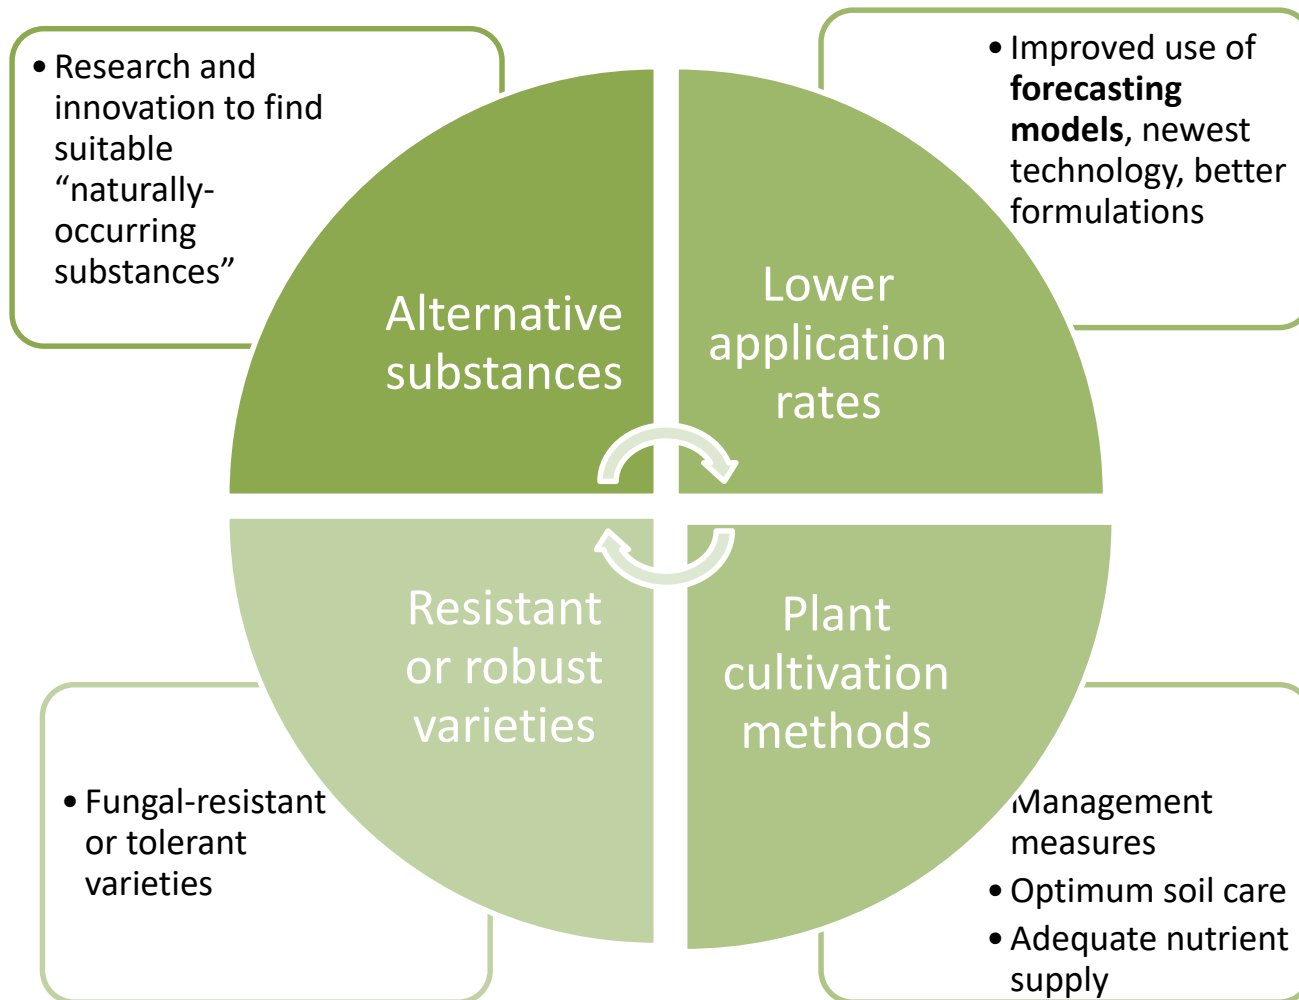 • Research and
innovation to find
suitable
“naturally-
occurring
substances”
Alternative
substances
• Improved use of
forecasting
models, newest
technology, better
formulations
Lower
application
rates
Resistant
or robust
varieties
• Fungal-resistant
or tolerant
varieties
Plant
cultivation
methods
Management
measures
• Optimum soil care
• Adequate nutrient
supply